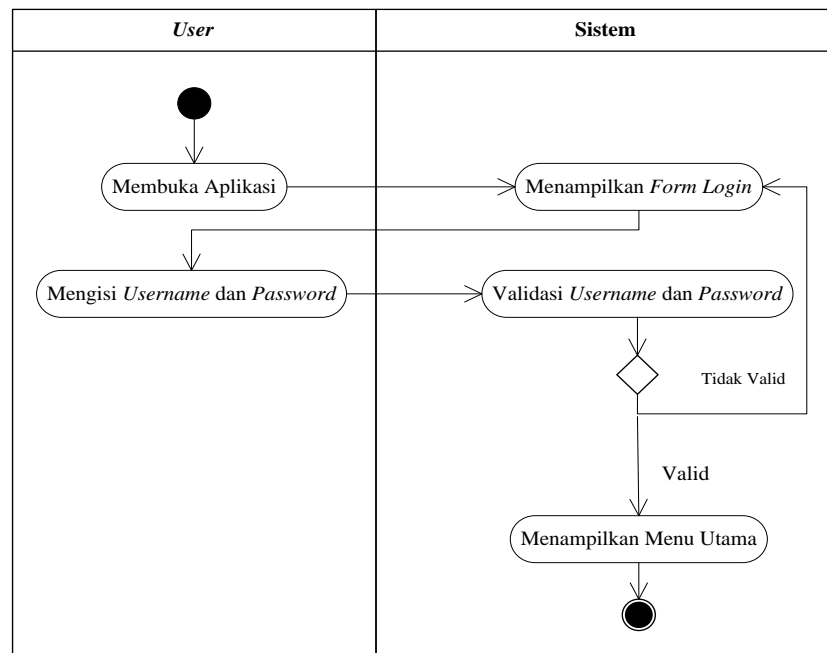 User
Sistem
Membuka Aplikasi
Menampilkan Form Login
Mengisi Username dan Password
Validasi Username dan Password
Tidak Valid
Valid
Menampilkan Menu Utama